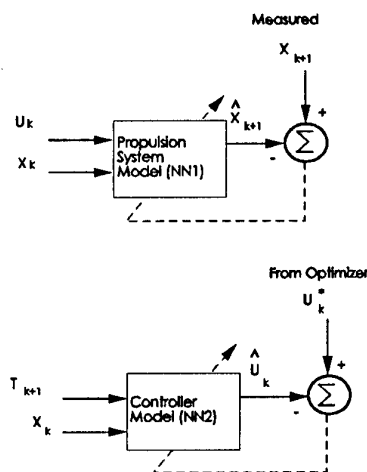 Measured
X k+1
+
U k
X k
Propulsion
System
Model (NN1)
^
X k+1
Σ
-
From Optimizer
U * k
+
T k+1
X k
Controller
Model (NN2)
^
U k
Σ
-